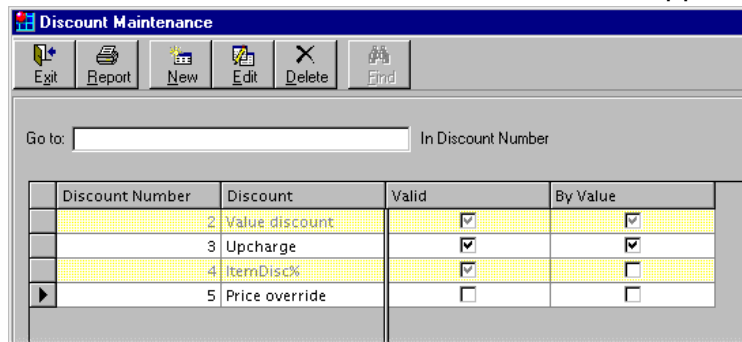 Discount Maintenance
Exit Report New Edit Delete Find
Go to: In Discount Number
Discount Number Discount Valid By Value
2 Value discount
3 Upcharge
4 ItemDisc%
5 Price override